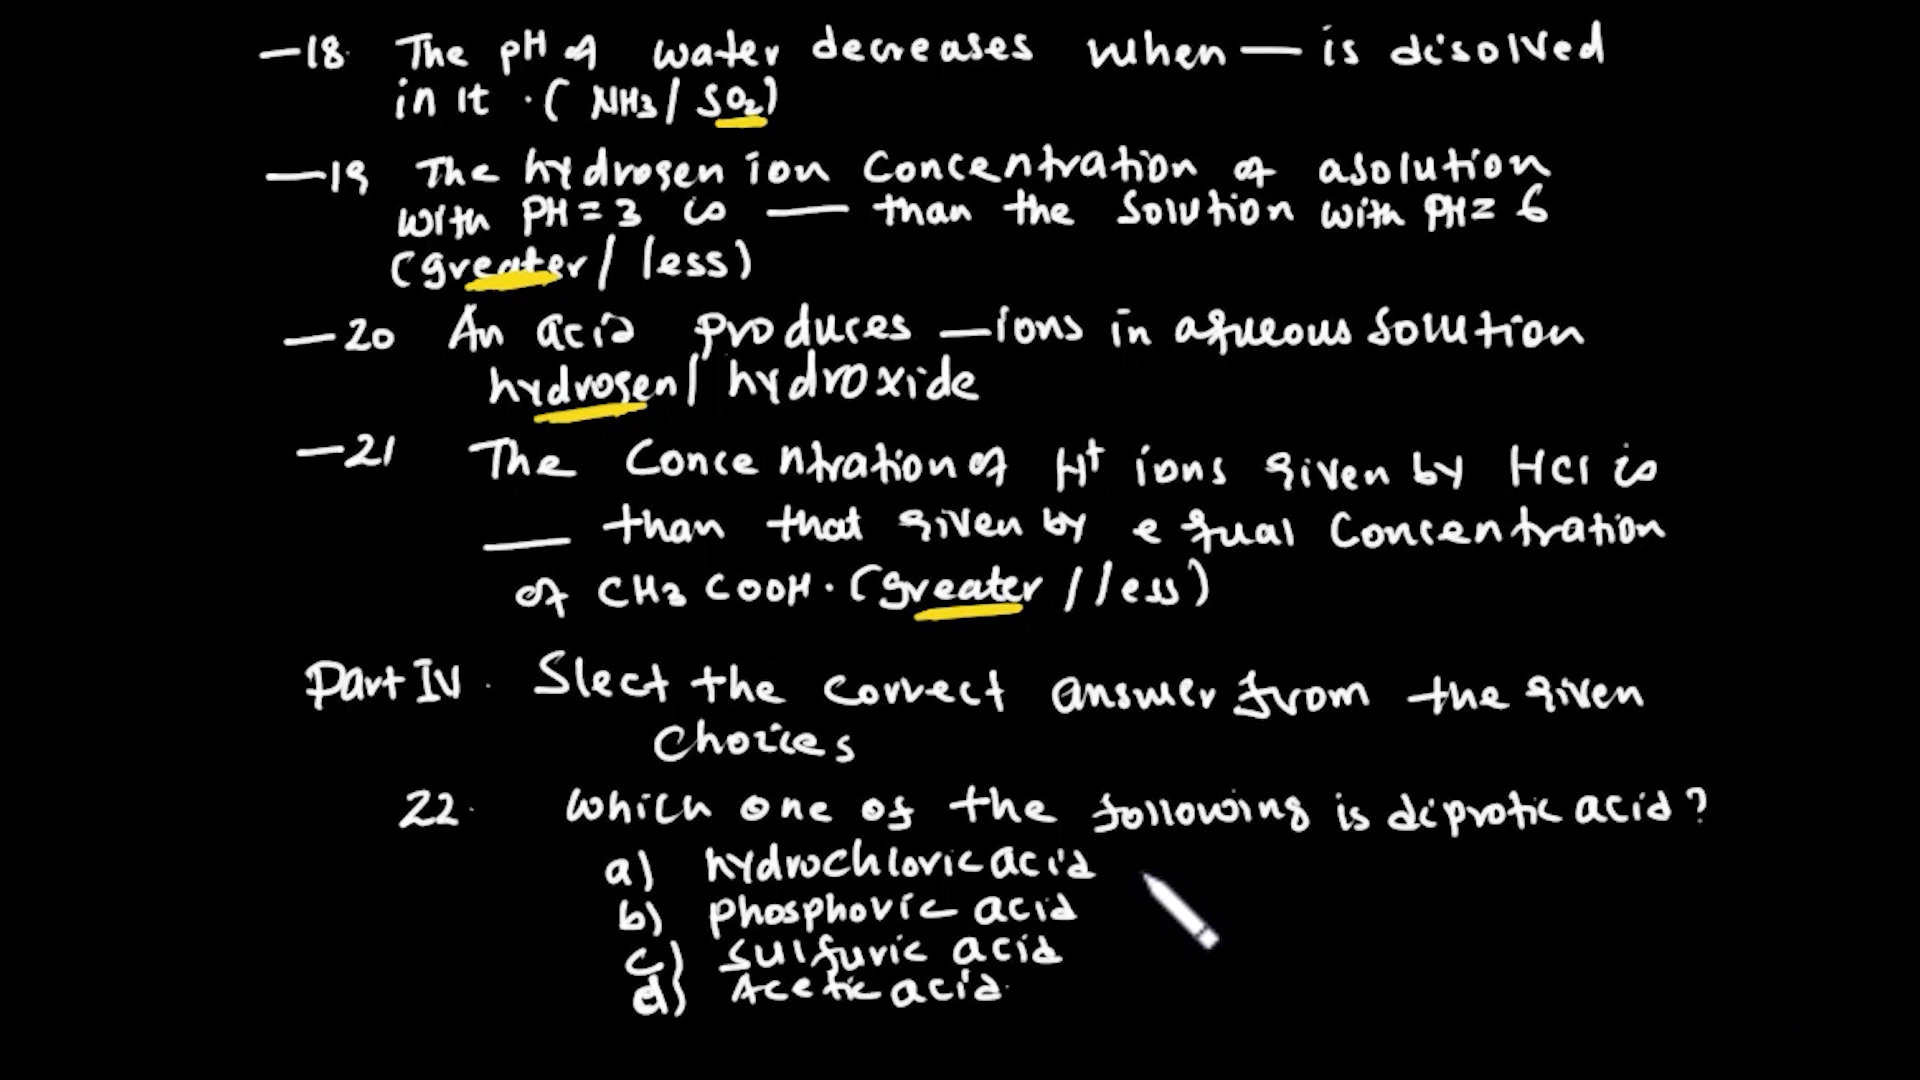 —18. The pH of water decreases when — is disolved
in it. (NH3/SO2)
—19 The hydrogen ion concentration of a solution
with PH=3 is — than the solution with PH= 6
(greater/less)
—20 An acid produces — ions in aqueous solution
hydrogen/hydroxide
—21 The Concentration of H+ ions given by HCl is
— than that given by equal concentration
of CH3COOH. (greater//less)
Part IV. Slect the correct answer from the given
choices
22. which one of the following is diprotic acid?
a) hydrochloric acid
b) phosphoric acid
c) sulfuric acid
d) Acetic acid.